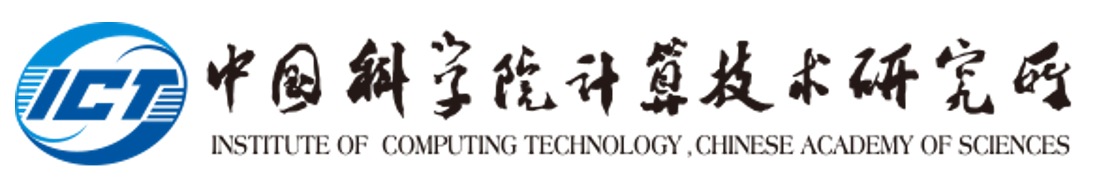 ICT
中国科学院计算技术研究所
INSTITUTE OF COMPUTING TECHNOLOGY, CHINESE ACADEMY OF SCIENCES